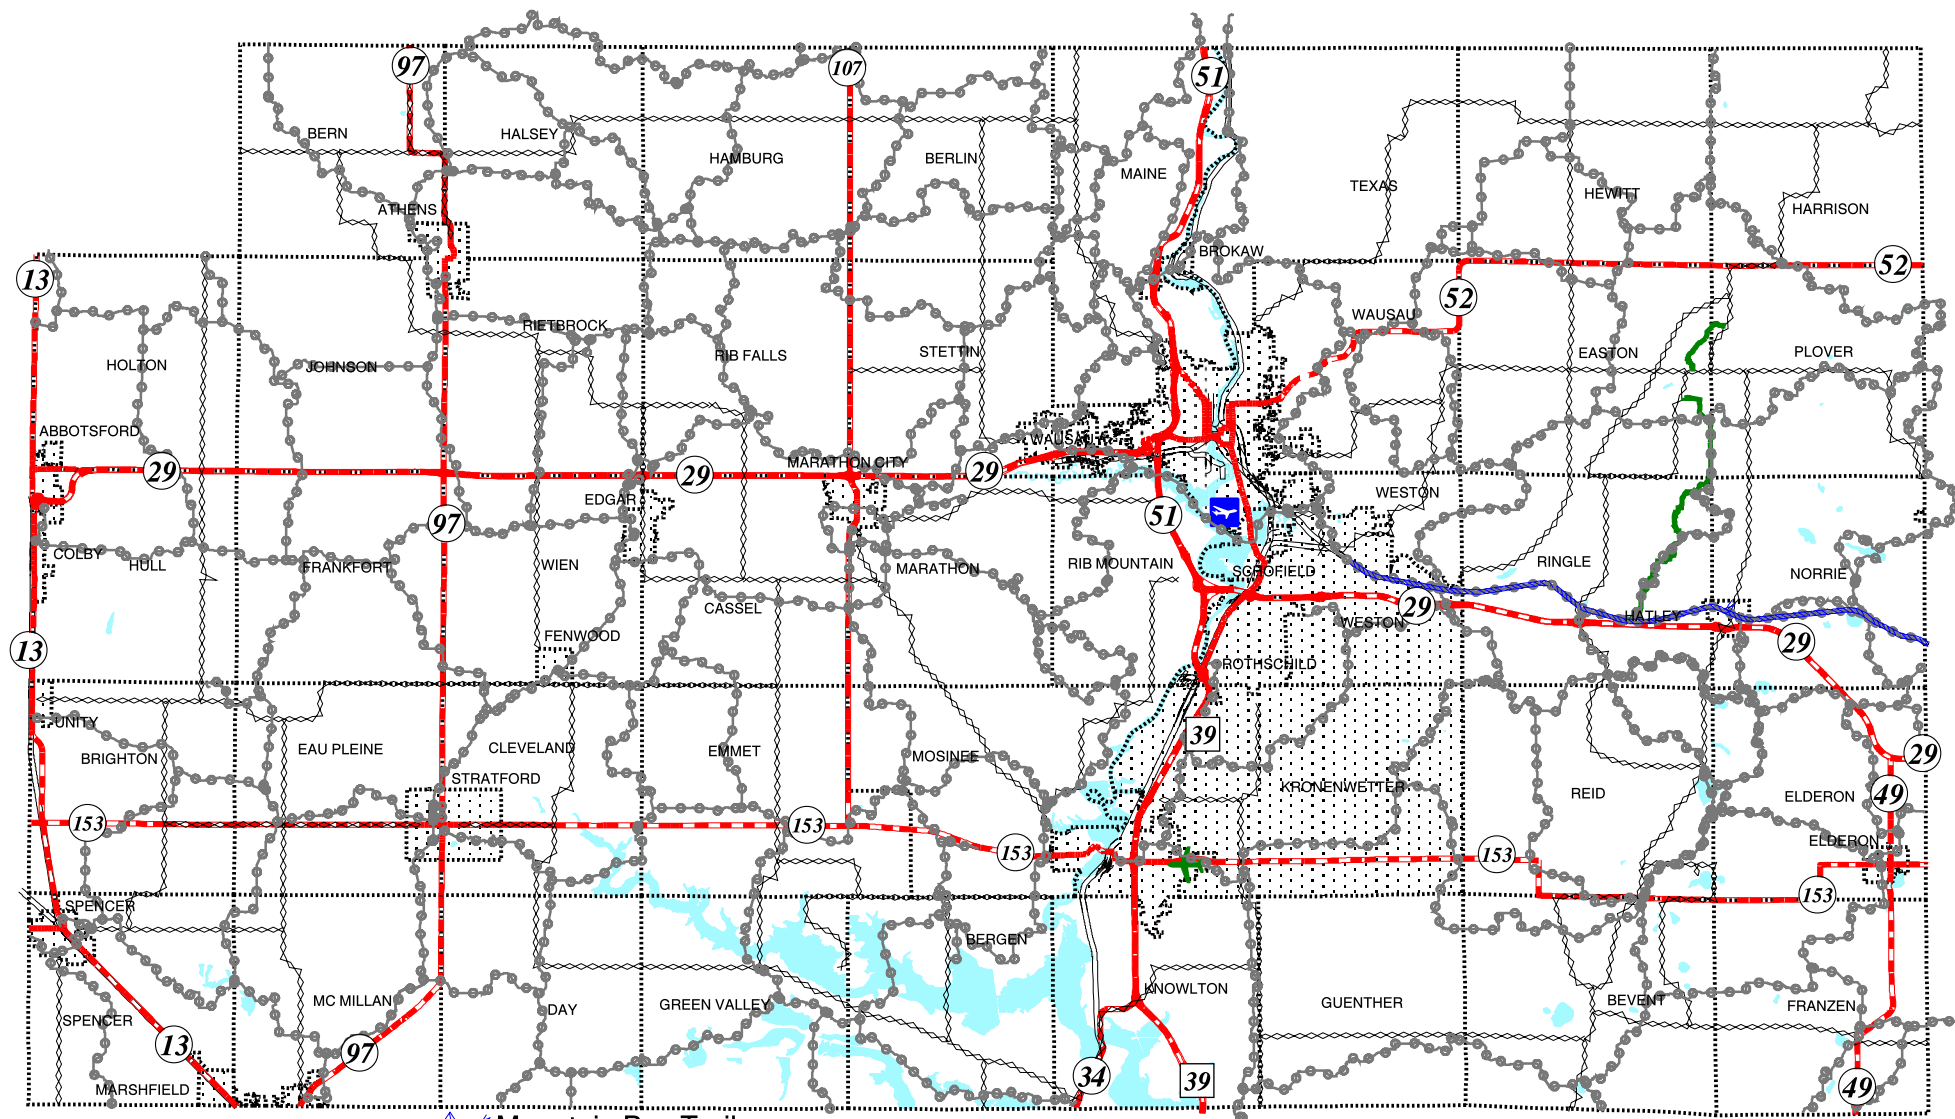 97
107
51
BERN
HALSEY
HAMBURG
BERLIN
MAINE
TEXAS
HEWITT
HARRISON
ATHENS
BROKAW
13
52
52
RIETBROCK
WAUSAU
HOLTON
JOHNSON
RIB FALLS
STETTIN
EASTON
PLOVER
ABBOTSFORD
WAUSAU
29
29
MARATHON CITY
29
EDGAR
WESTON
97
51
COLBY
HULL
FRANKFORT
WIEN
MARATHON
RIB MOUNTAIN
SCHOFIELD
RINGLE
NORRIE
CASSEL
29
HATLEY
WESTON
FENWOOD
13
29
ROTHSCHILD
UNITY
BRIGHTON
EAU PLEINE
CLEVELAND
EMMET
MOSINEE
39
29
STRATFORD
KRONENWETTER
REID
ELDERON
49
153
153
153
153
ELDERON
153
SPENCER
BERGEN
MC MILLAN
DAY
GREEN VALLEY
KNOWLTON
GUENTHER
BEVENT
FRANZEN
SPENCER
13
97
34
39
49
MARSHFIELD
Mountain Bay Trail